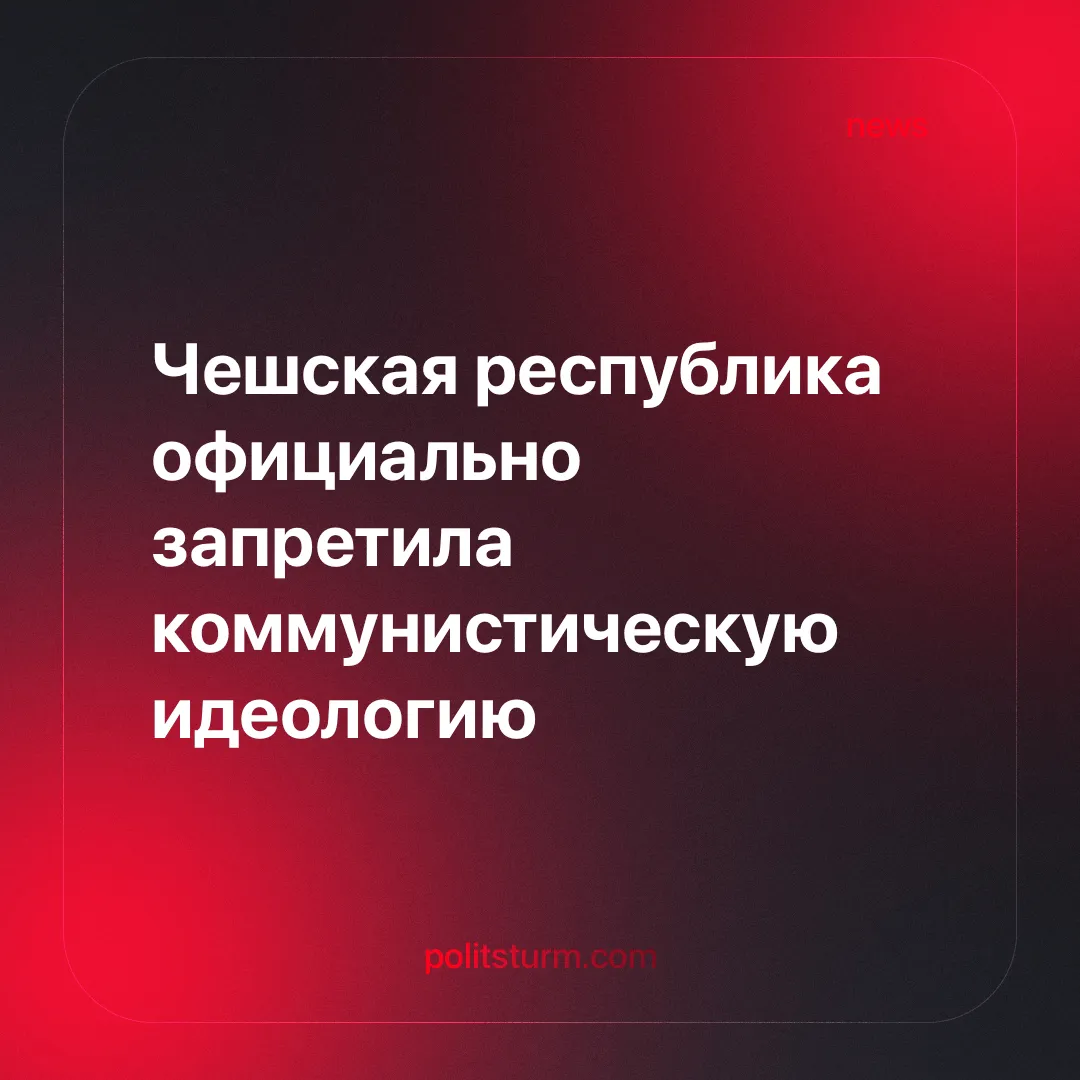 news
Чешская республика
официально
запретила
коммунистическую
идеологию
politsturm.com